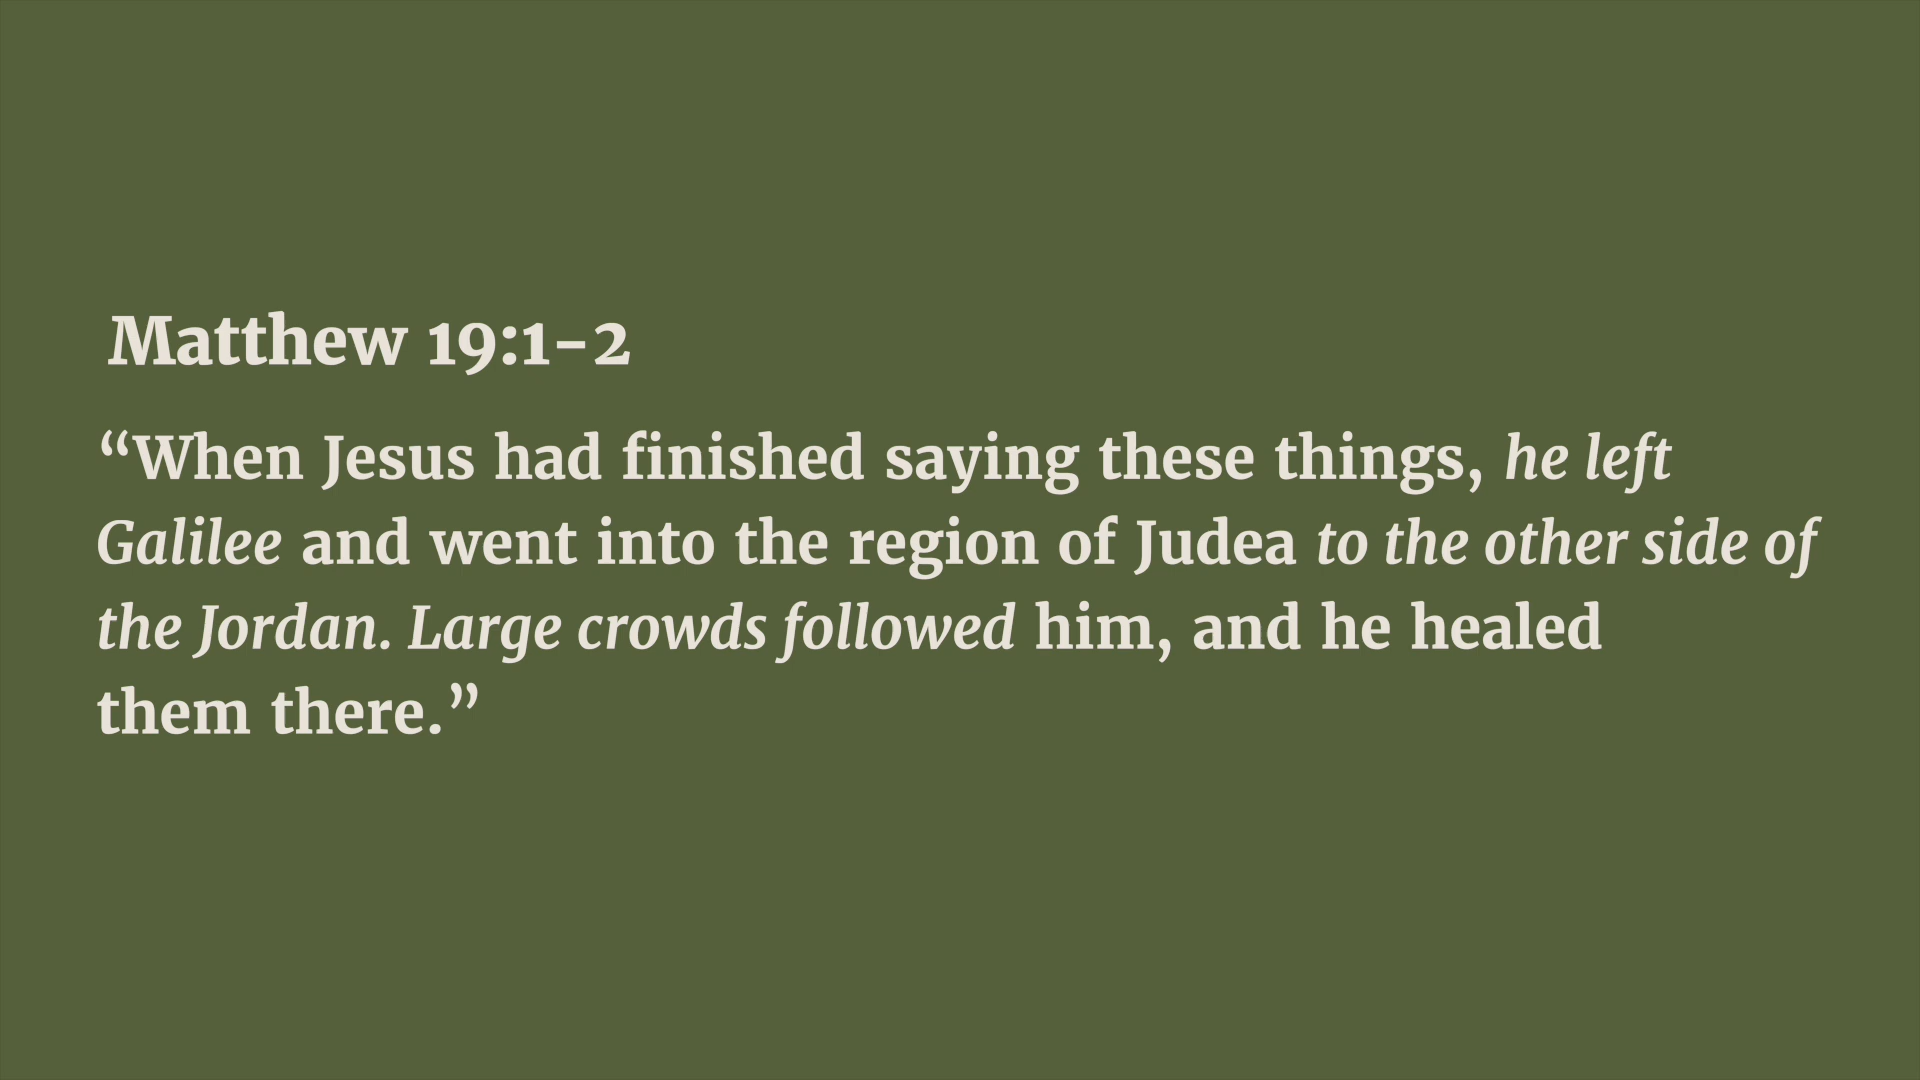 Matthew 19:1-2
“When Jesus had finished saying these things, he left
Galilee and went into the region of Judea to the other side of
the Jordan. Large crowds followed him, and he healed
them there.”